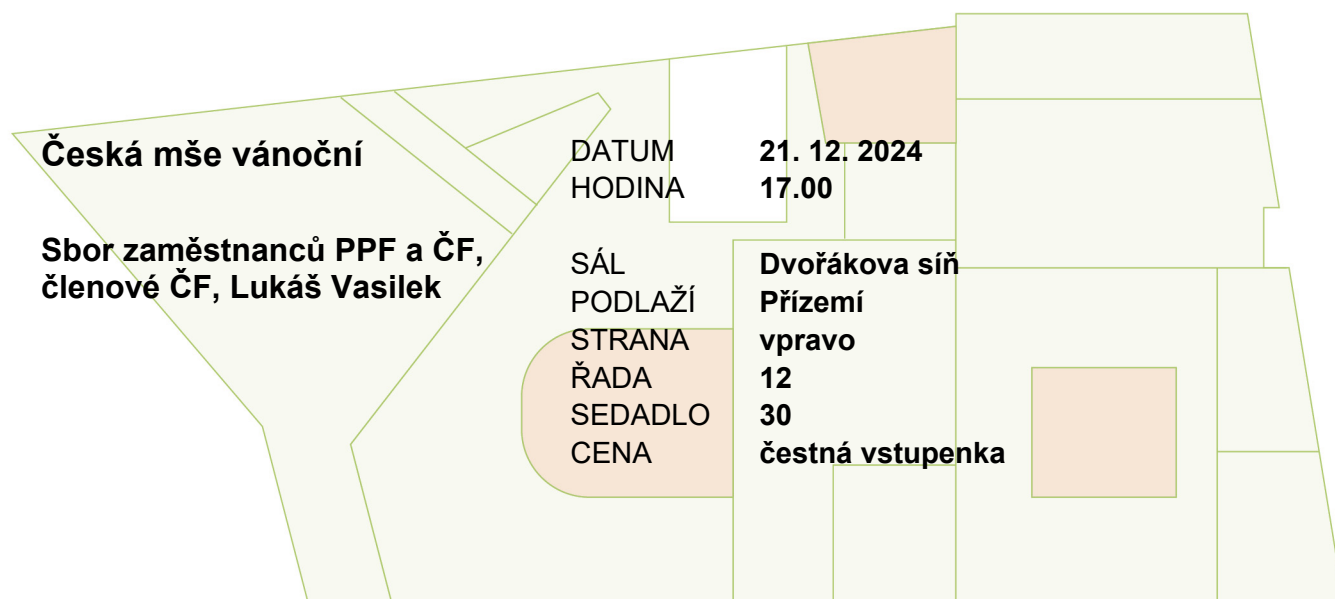 Česká mše vánoční
Sbor zaměstnanců PPF a ČF,
členové ČF, Lukáš Vasilek
DATUM 21. 12. 2024
HODINA 17.00
SÁL Dvořákova síň
PODLAŽÍ Přízemí
STRANA vpravo
ŘADA 12
SEDADLO 30
CENA čestná vstupenka